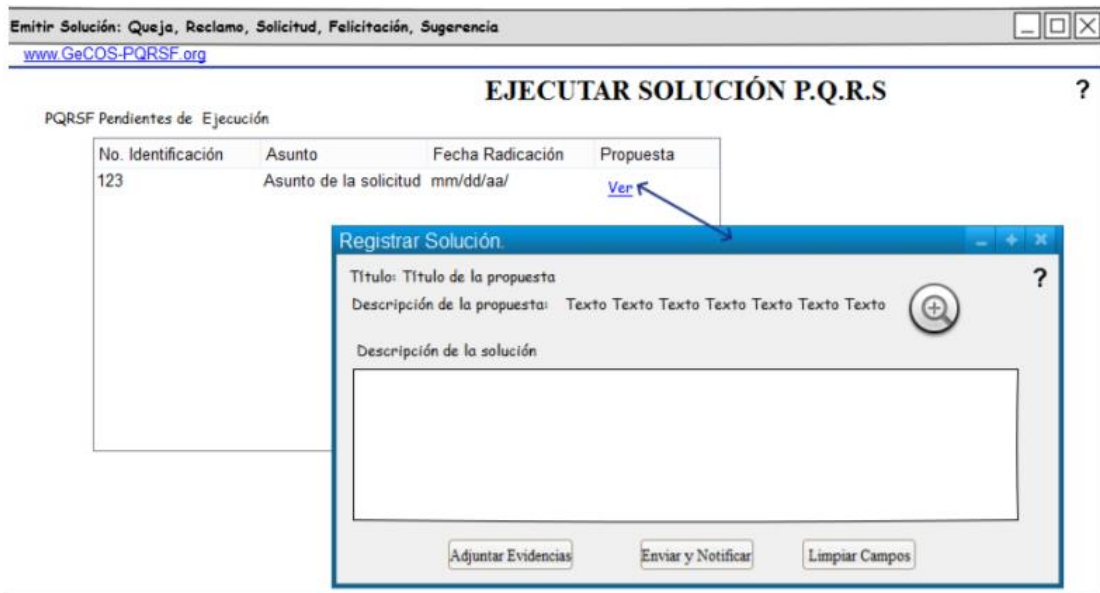 Emitir Solución: Queja, Reclamo, Solicitud, Felicitación, Sugerencia
www.GeCOS-PQRSF.org
EJECUTAR SOLUCIÓN P.Q.R.S
?
PQRSF Pendientes de Ejecución
No. Identificación Asunto Fecha Radicación Propuesta
123 Asunto de la solicitud mm/dd/aa/ Ver
Registrar Solución.
Título: Título de la propuesta
?
Descripción de la propuesta: Texto Texto Texto Texto Texto Texto Texto
Descripción de la solución
Adjuntar Evidencias Enviar y Notificar Limpiar Campos